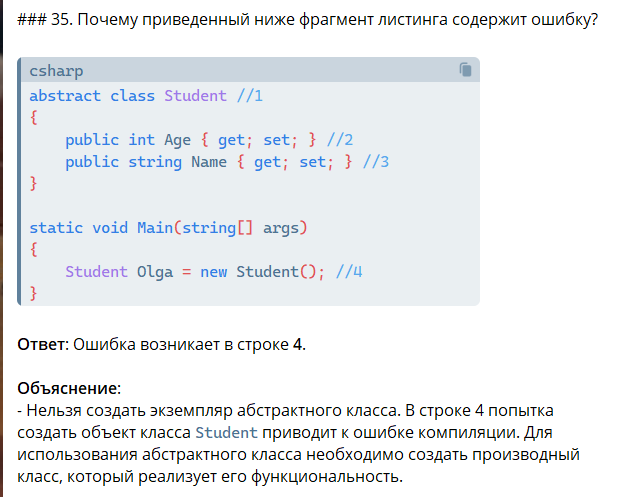 ### 35. Почему приведенный ниже фрагмент листинга содержит ошибку?
csharp
abstract class Student //1
{
    public int Age { get; set; } //2
    public string Name { get; set; } //3
}
static void Main(string[] args)
{
    Student Olga = new Student(); //4
}
Ответ: Ошибка возникает в строке 4.
Объяснение:
- Нельзя создать экземпляр абстрактного класса. В строке 4 попытка
создать объект класса Student приводит к ошибке компиляции. Для
использования абстрактного класса необходимо создать производный
класс, который реализует его функциональность.